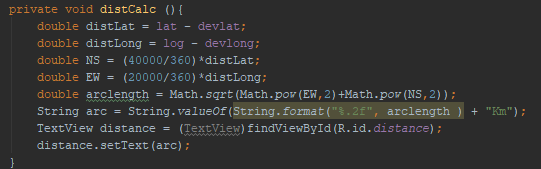 private void distCalc (){
double distLat = lat - devlat;
double distLong = log - devlong;
double NS = (40000/360)*distLat;
double EW = (20000/360)*distLong;
double arclength = Math.sqrt(Math.pow(EW,2)+Math.pow(NS,2));
String arc = String.valueOf(String.format("%.2f", arclength ) + "Km");
TextView distance = (TextView)findViewById(R.id.distance);
distance.setText(arc);
}